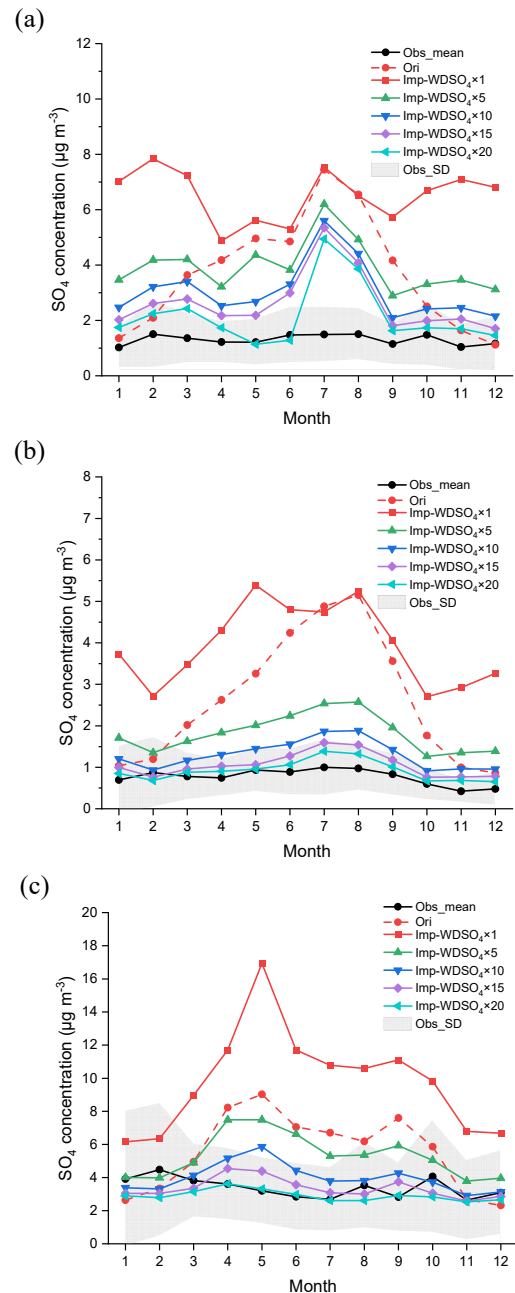 (a)
12
10
8
6
4
2
0
SO₄ concentration (μg m⁻³)
1 2 3 4 5 6 7 8 9 10 11 12
Month
Obs_mean
Ori
Imp-WDSO₄×1
Imp-WDSO₄×5
Imp-WDSO₄×10
Imp-WDSO₄×15
Imp-WDSO₄×20
Obs_SD
(b)
8
7
6
5
4
3
2
1
0
SO₄ concentration (μg m⁻³)
1 2 3 4 5 6 7 8 9 10 11 12
Month
Obs_mean
Ori
Imp-WDSO₄×1
Imp-WDSO₄×5
Imp-WDSO₄×10
Imp-WDSO₄×15
Imp-WDSO₄×20
Obs_SD
(c)
20
18
16
14
12
10
8
6
4
2
0
SO₄ concentration (μg m⁻³)
1 2 3 4 5 6 7 8 9 10 11 12
Month
Obs_mean
Ori
Imp-WDSO₄×1
Imp-WDSO₄×5
Imp-WDSO₄×10
Imp-WDSO₄×15
Imp-WDSO₄×20
Obs_SD